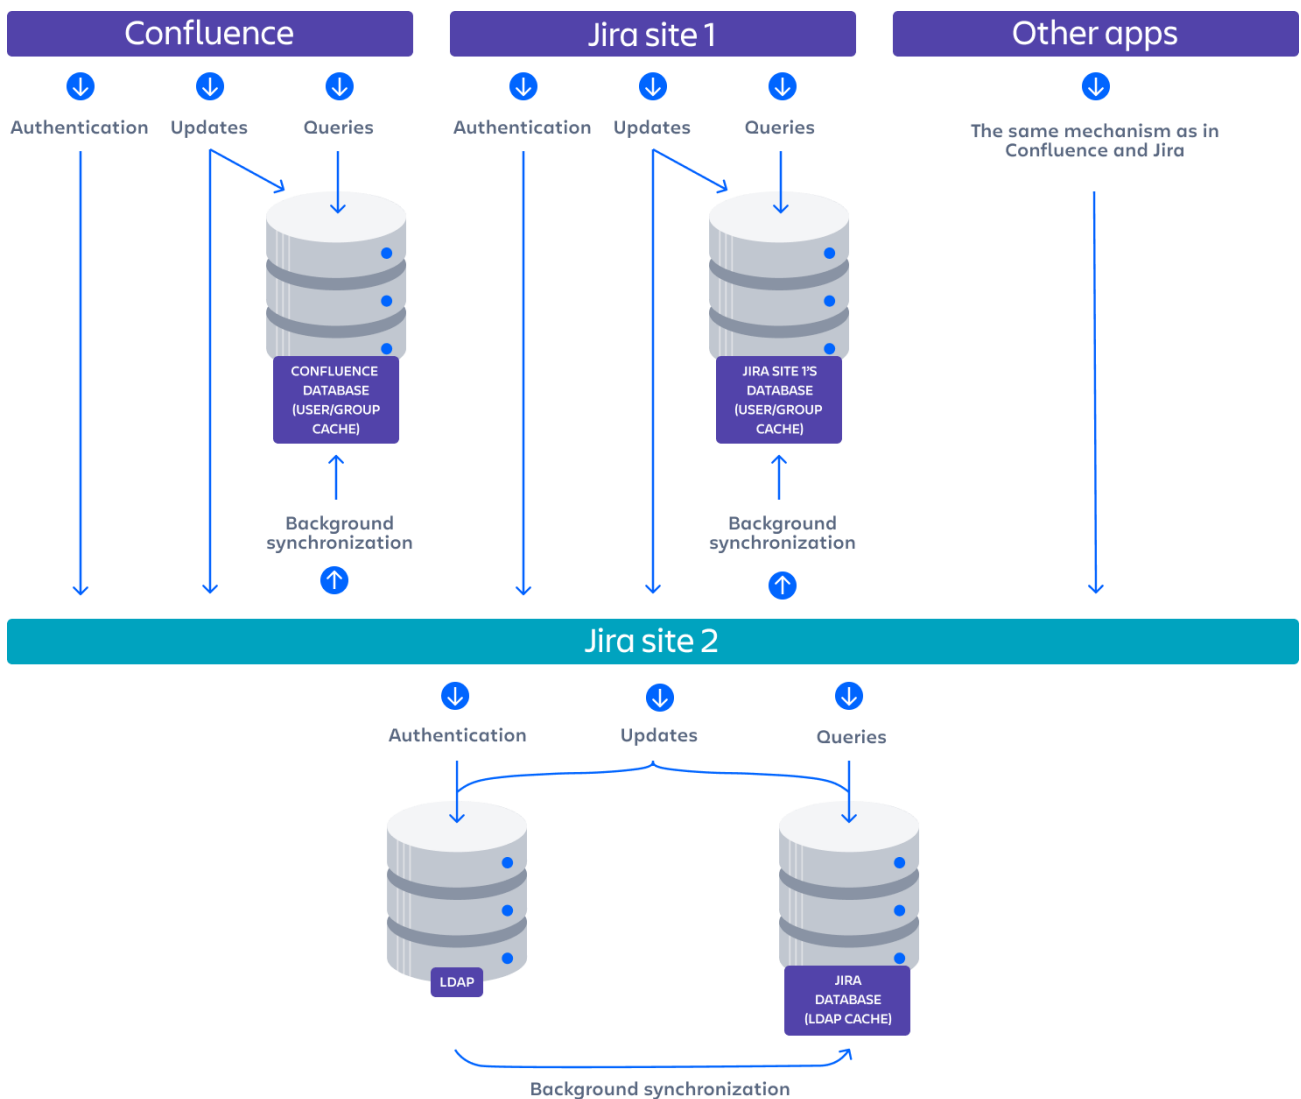 Confluence
Jira site 1
Other apps
Authentication
Updates
Queries
Authentication
Updates
Queries
The same mechanism as in
Confluence and Jira
CONFLUENCE
DATABASE
(USER/GROUP
CACHE)
JIRA SITE 1'S
DATABASE
(USER/GROUP
CACHE)
Background
synchronization
Background
synchronization
Jira site 2
Authentication
Updates
Queries
LDAP
JIRA
DATABASE
(LDAP CACHE)
Background synchronization